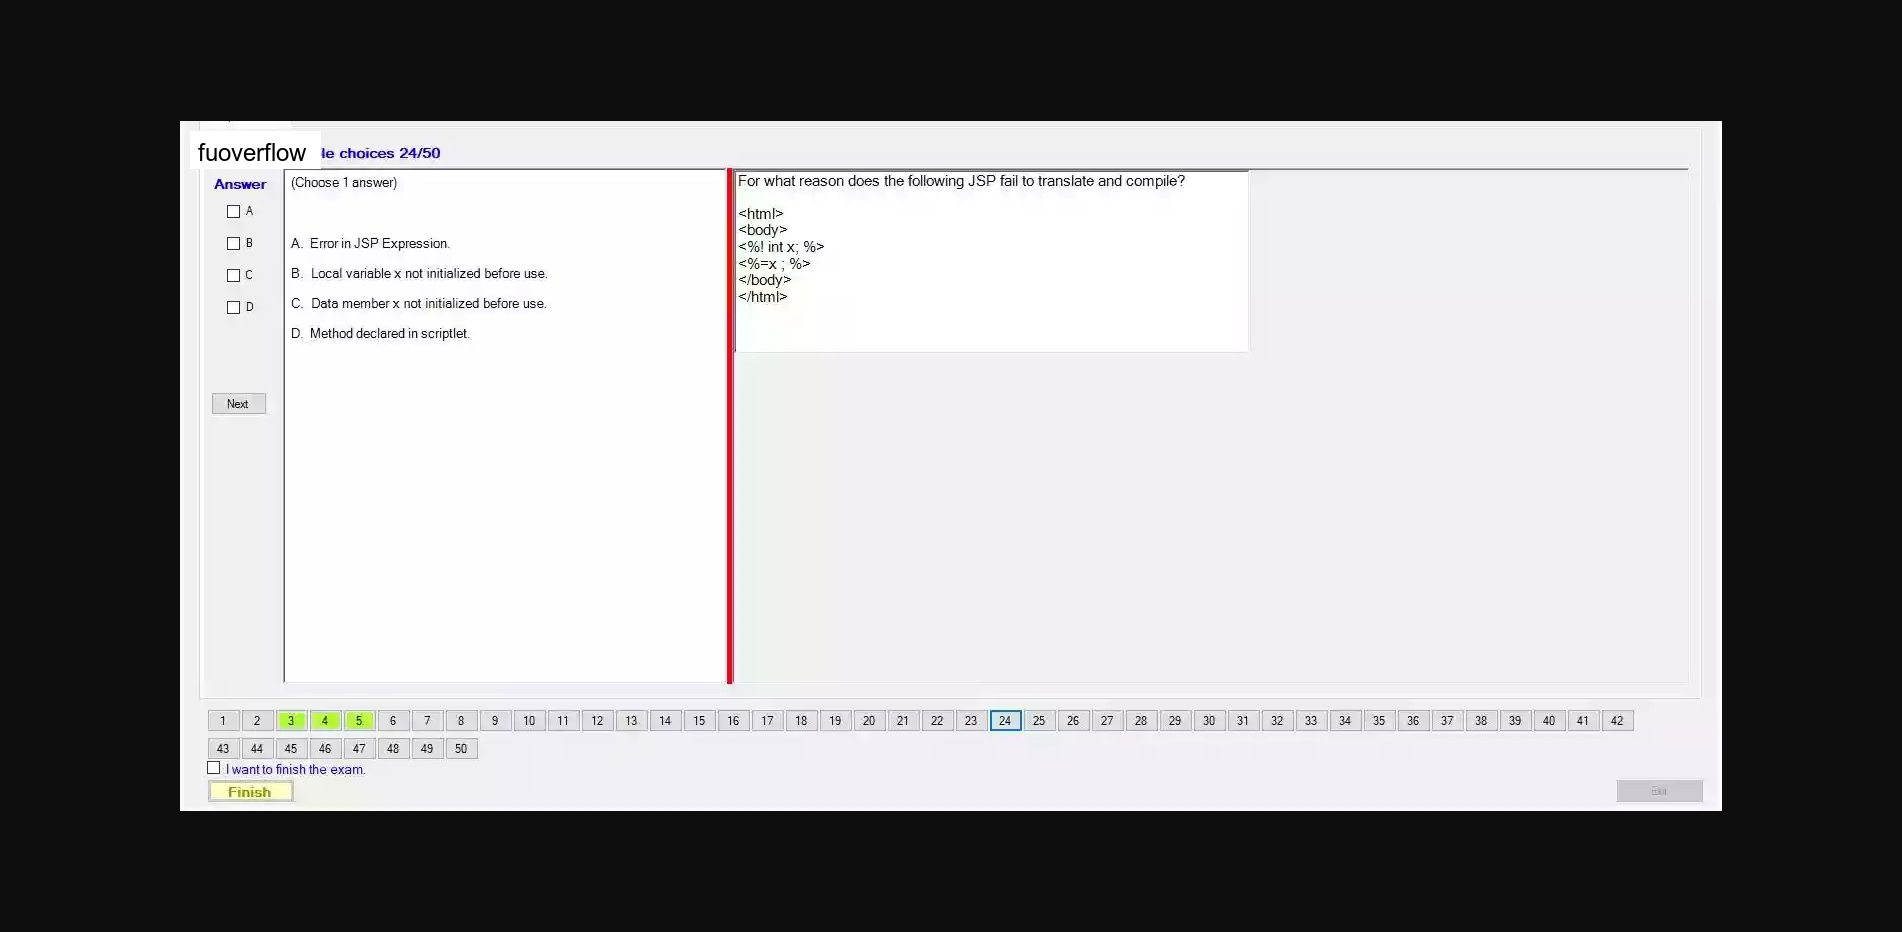 fuoverflow
le choices 24/50
Answer
A
B
C
D
Next
(Choose 1 answer)
A. Error in JSP Expression.
B. Local variable x not initialized before use.
C. Data member x not initialized before use.
D. Method declared in scriptlet.
For what reason does the following JSP fail to translate and compile?
<html>
<body>
<%! int x; %>
<%=x ; %>
</body>
</html>
1 2 3 4 5 6 7 8 9 10 11 12 13 14 15 16 17 18 19 20 21 22 23 24 25 26 27 28 29 30 31 32 33 34 35 36 37 38 39 40 41 42
43 44 45 46 47 48 49 50
I want to finish the exam.
Finish
Exit